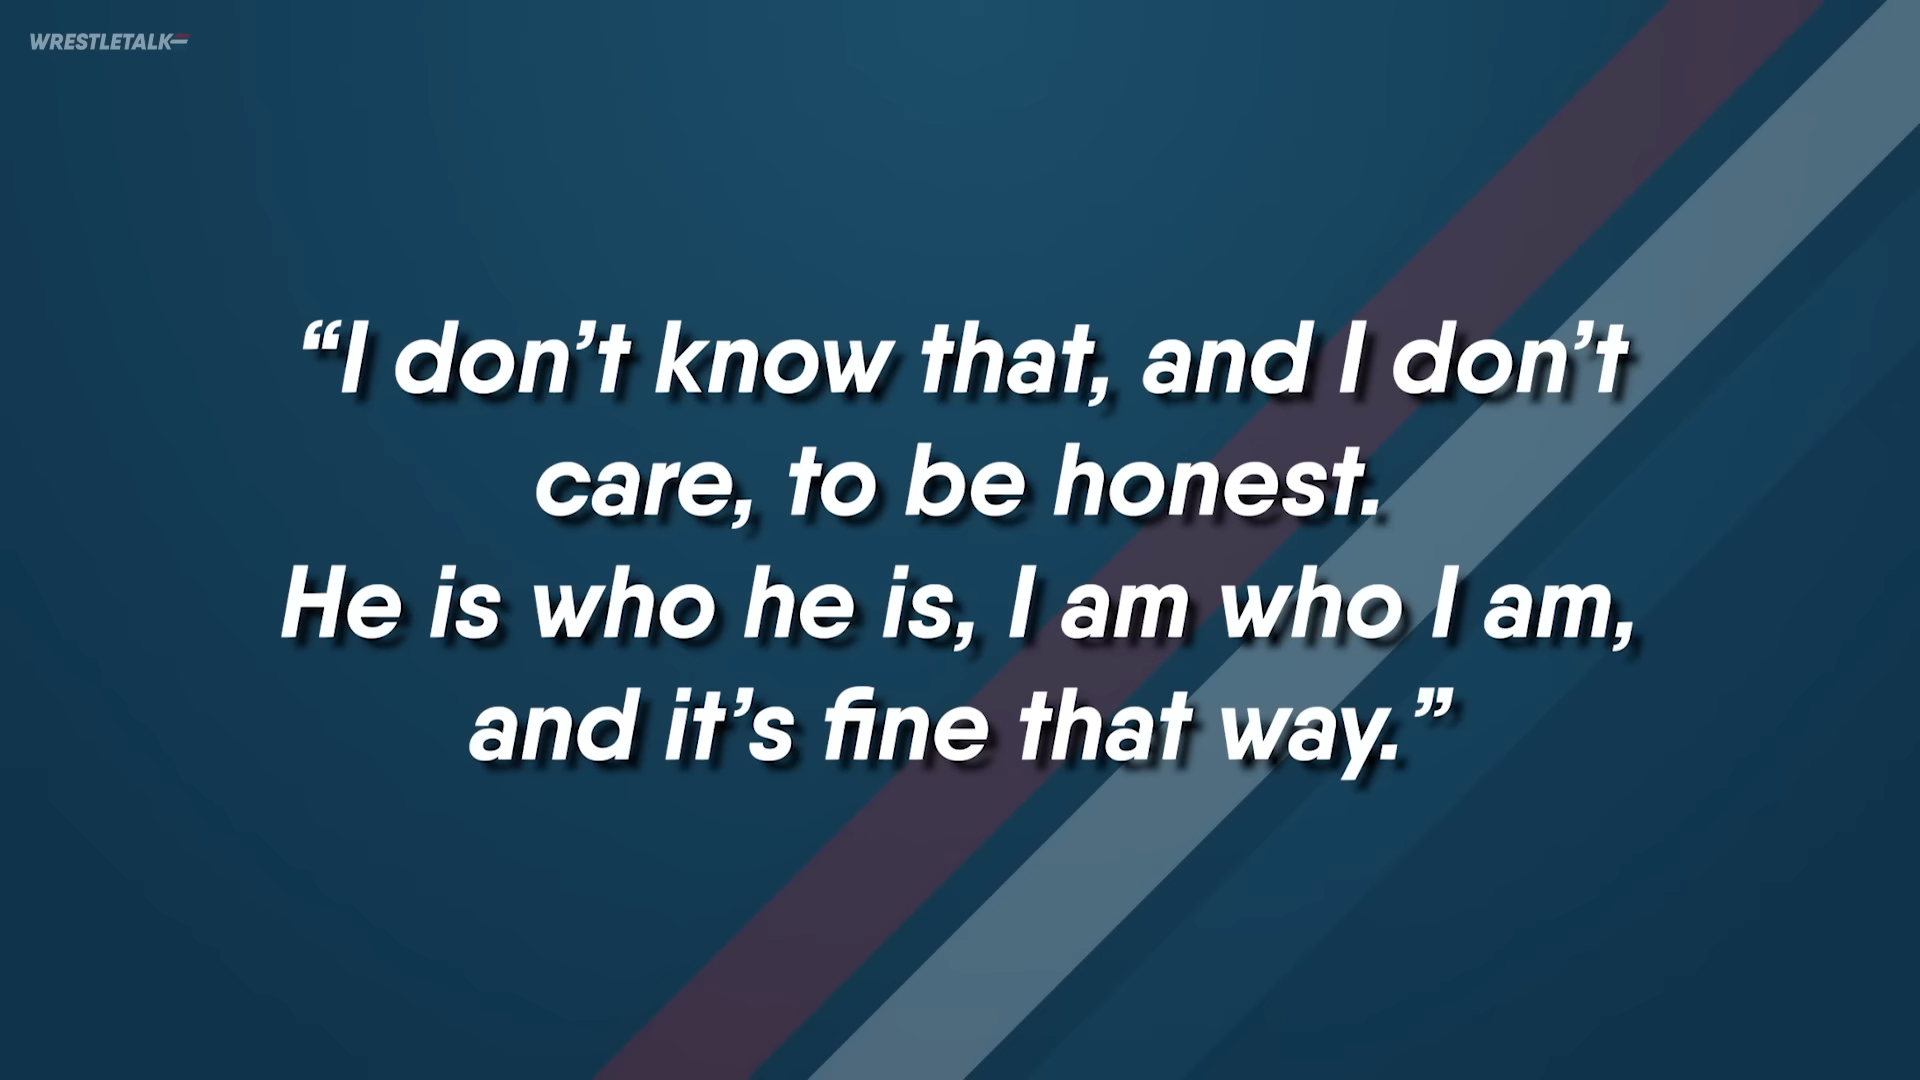 WRESTLETALK
“I don’t know that, and I don’t
care, to be honest.
He is who he is, I am who I am,
and it’s fine that way.”